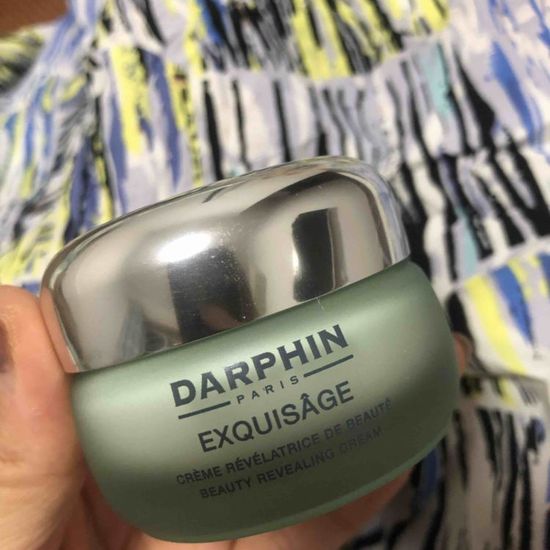 DARPHIN
PARIS
EXQUISÂGE
CRÈME RÉVÉLATRICE DE BEAUTÉ
BEAUTY REVEALING CREAM